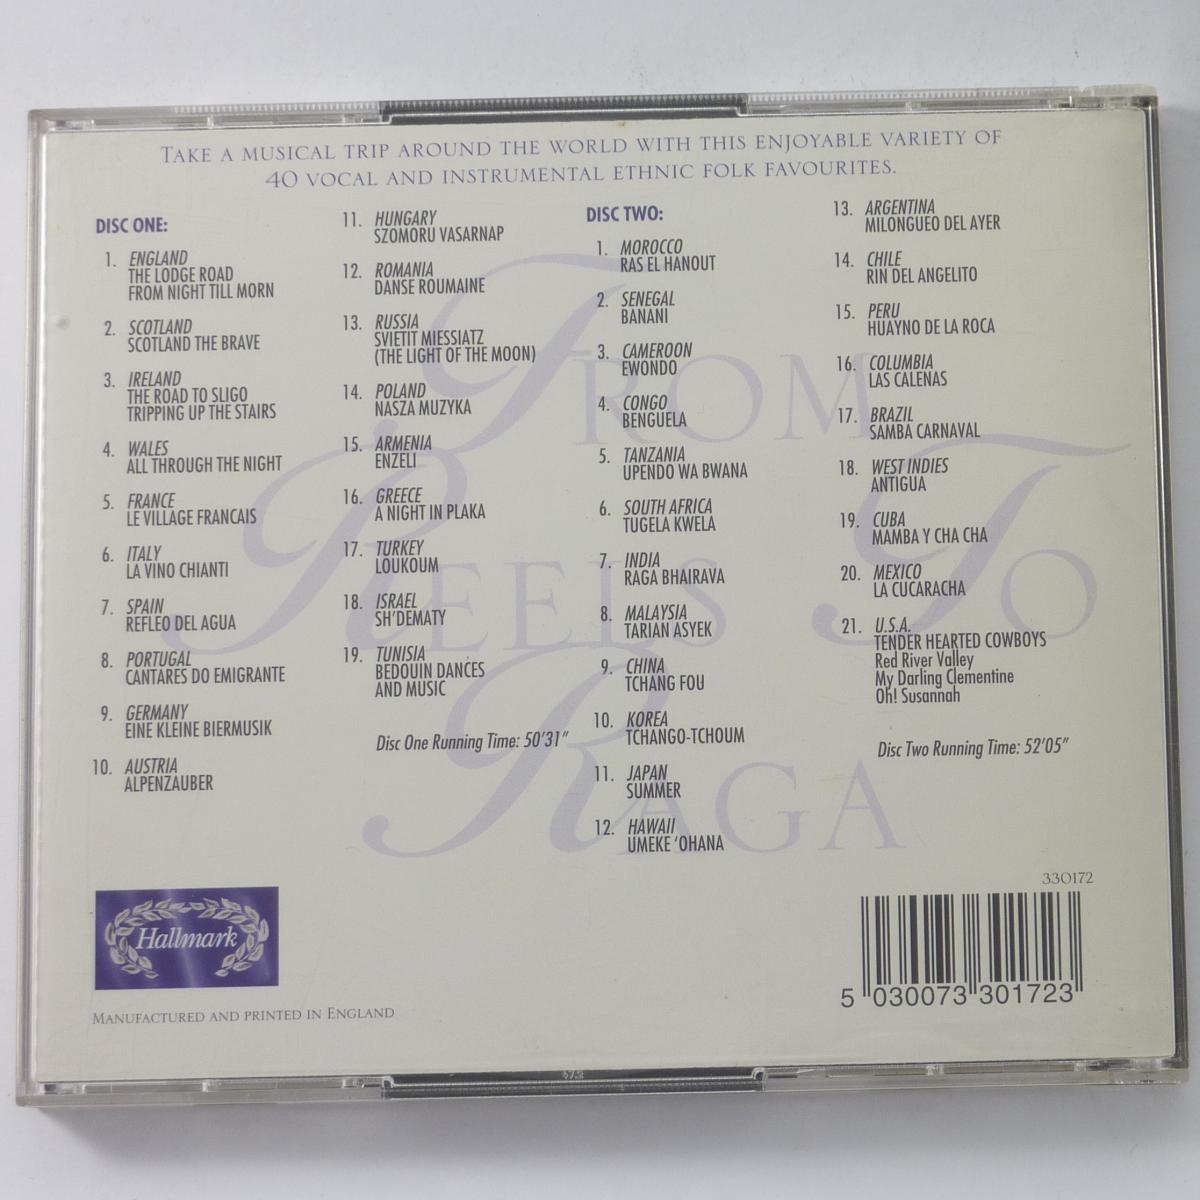 TAKE A MUSICAL TRIP AROUND THE WORLD WITH THIS ENJOYABLE VARIETY OF
40 VOCAL AND INSTRUMENTAL ETHNIC FOLK FAVOURITES.
DISC ONE:
1. ENGLAND
THE LODGE ROAD
FROM NIGHT TILL MORN
2. SCOTLAND
SCOTLAND THE BRAVE
3. IRELAND
THE ROAD TO SLIGO
TRIPPING UP THE STAIRS
4. WALES
ALL THROUGH THE NIGHT
5. FRANCE
LE VILLAGE FRANCAIS
6. ITALY
LA VINO CHIANTI
7. SPAIN
REFLEO DEL AGUA
8. PORTUGAL
CANTARES DO EMIGRANTE
9. GERMANY
EINE KLEINE BIERMUSIK
10. AUSTRIA
ALPENZAUBER
11. HUNGARY
SZOMORU VASARNAP
12. ROMANIA
DANSE ROUMAINE
13. RUSSIA
SVIETIT MIESSIATZ
(THE LIGHT OF THE MOON)
14. POLAND
NASZA MUZYKA
15. ARMENIA
ENZELI
16. GREECE
A NIGHT IN PLAKA
17. TURKEY
LOUKOUM
18. ISRAEL
SH'DEMATY
19. TUNISIA
BEDOUIN DANCES
AND MUSIC
Disc One Running Time: 50'31"
DISC TWO:
1. MOROCCO
RAS EL HANOUT
2. SENEGAL
BANANI
3. CAMEROON
EWONDO
4. CONGO
BENGUELA
5. TANZANIA
UPENDO WA BWANA
6. SOUTH AFRICA
TUGELA KWELA
7. INDIA
RAGA BHAIRAVA
8. MALAYSIA
TARIAN ASYEK
9. CHINA
TCHANG FOU
10. KOREA
TCHANGO-TCHOUM
11. JAPAN
SUMMER
12. HAWAII
UMEKE 'OHANA
13. ARGENTINA
MILONGUEO DEL AYER
14. CHILE
RIN DEL ANGELITO
15. PERU
HUAYNO DE LA ROCA
16. COLUMBIA
LAS CALENAS
17. BRAZIL
SAMBA CARNAVAL
18. WEST INDIES
ANTIGUA
19. CUBA
MAMBA Y CHA CHA
20. MEXICO
LA CUCARACHA
21. U.S.A.
TENDER HEARTED COWBOYS
Red River Valley
My Darling Clementine
Oh! Susannah
Disc Two Running Time: 52'05"
FROM
REELS TO
RAGA
Hallmark
MANUFACTURED AND PRINTED IN ENGLAND
330172
5 030073 301723